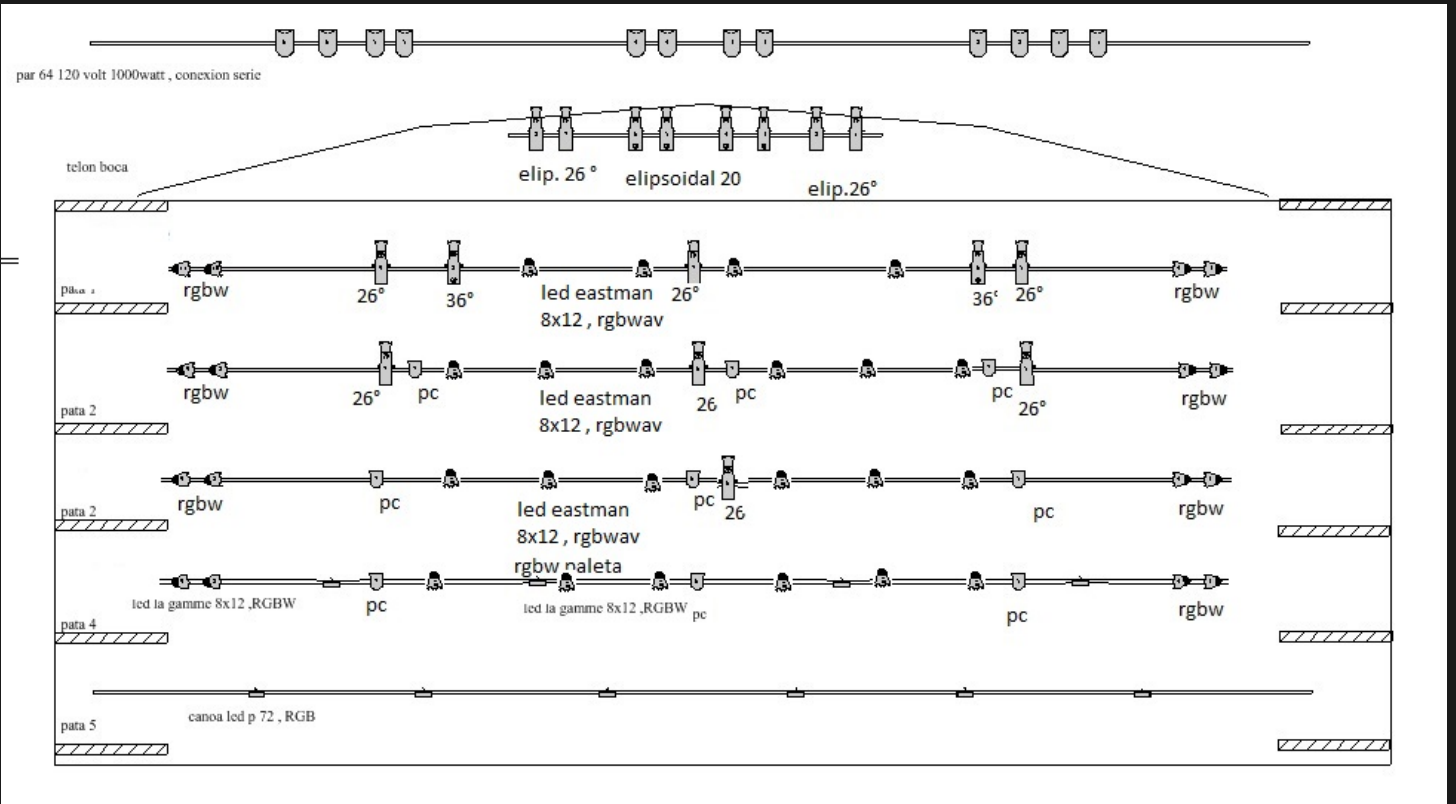 par 64 120 volt 1000watt , conexion serie
telon boca
elip. 26 °
elipsoidal 20
elip.26°
rgbw
26°
36°
led eastman
8x12 , rgbwav
26°
36°
26°
rgbw
pata 2
rgbw
26°
pc
led eastman
8x12 , rgbwav
26
pc
pc
26°
rgbw
pata 2
rgbw
pc
led eastman
8x12 , rgbwav
pc
26
pc
rgbw
rgbw paleta
led la gamme 8x12 ,RGBW
pc
led la gamme 8x12 ,RGBW
pc
pc
rgbw
pata 4
canoa led p 72 , RGB
pata 5